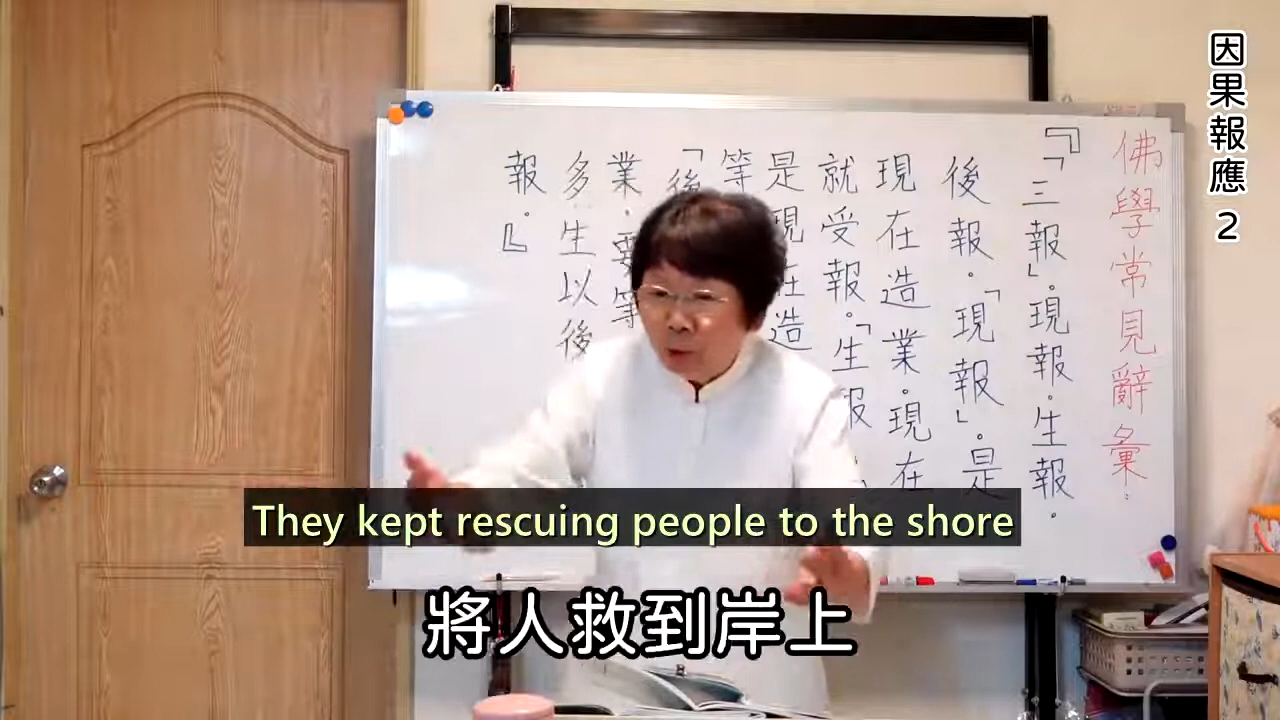 因果報應 2
佛學常見辭彙：
『「三報」。現報。生報。
後報。「現報」。是
現在造業。現在
就受報。「生報
是現在造
等
「後
業。要等
多生以後
報。』
They kept rescuing people to the shore
將人救到岸上